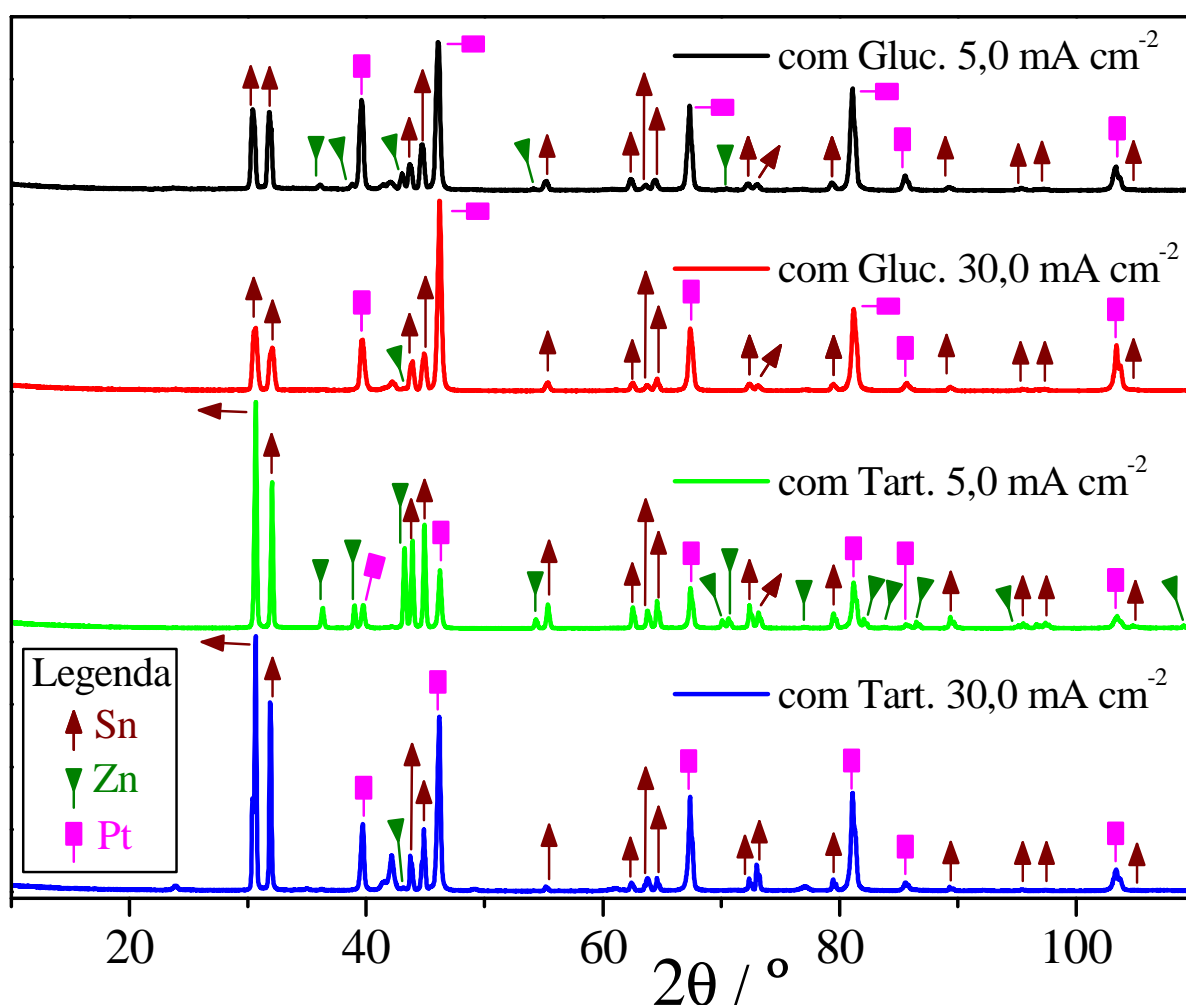 com Gluc. 5,0 mA cm⁻²
com Gluc. 30,0 mA cm⁻²
com Tart. 5,0 mA cm⁻²
com Tart. 30,0 mA cm⁻²
Legenda
Sn
Zn
Pt
20 40 60 80 100
2θ / º